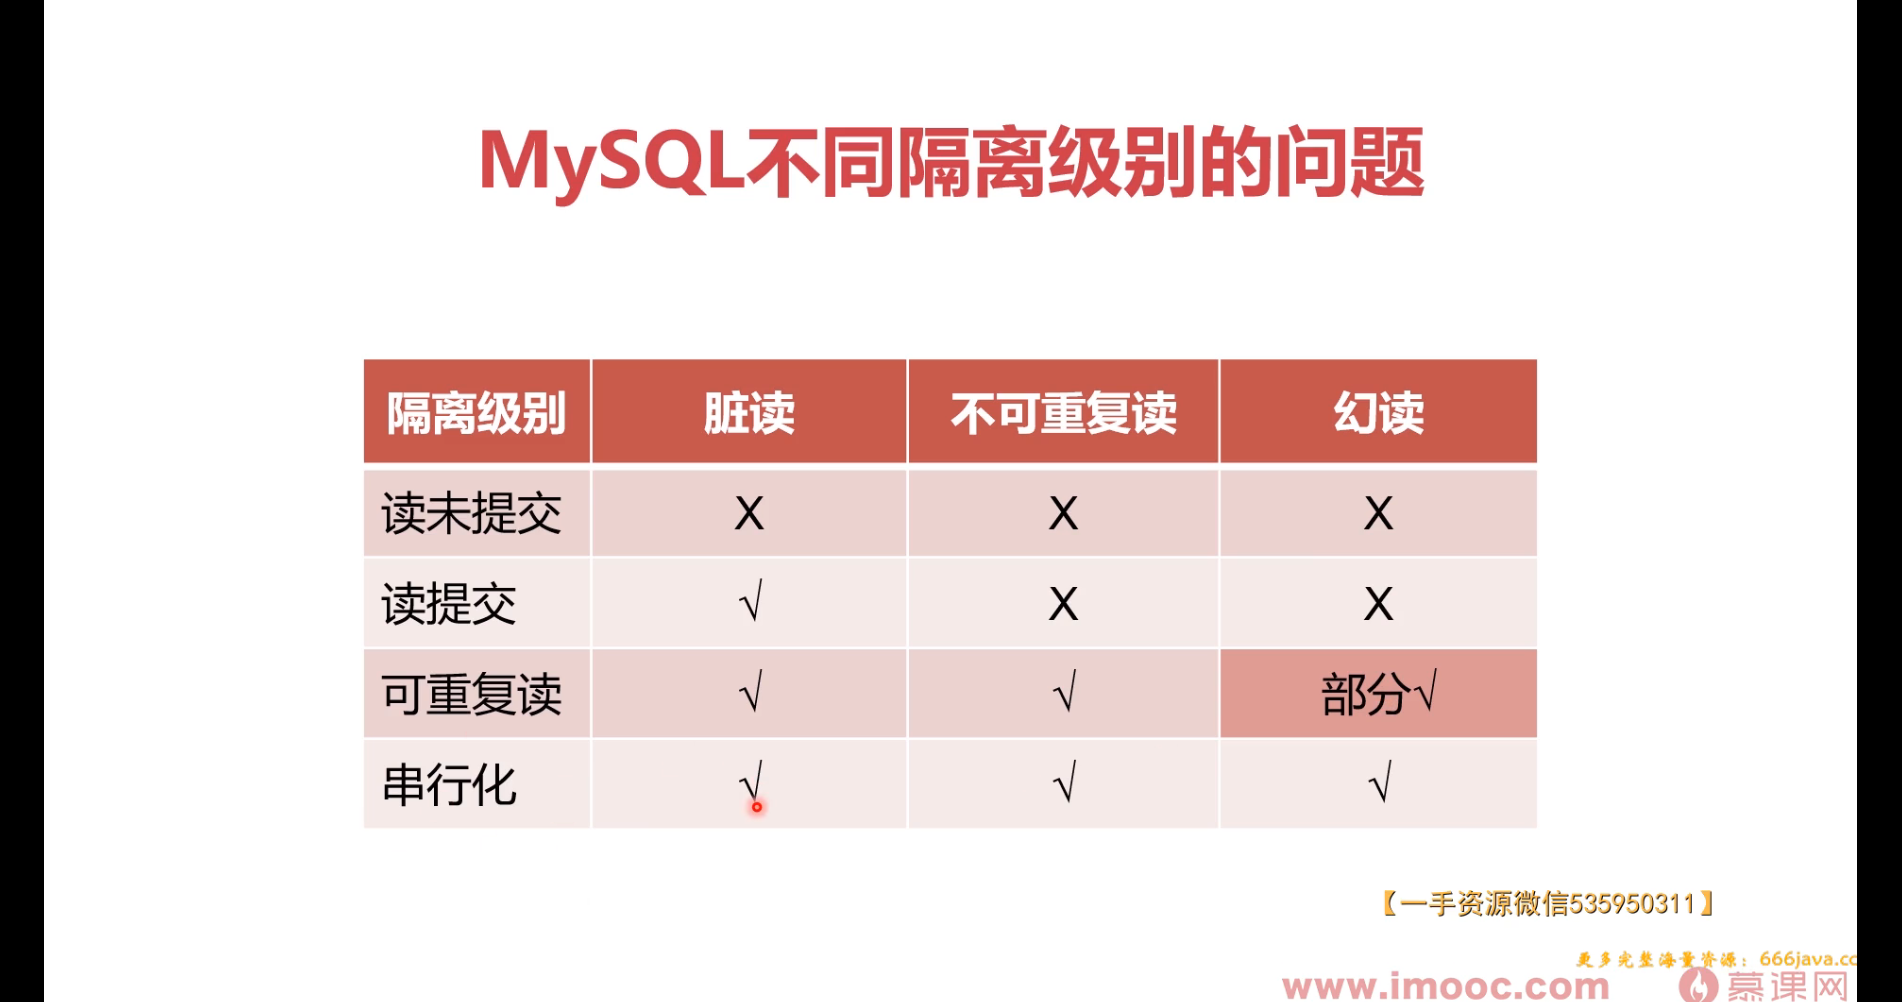 MySQL不同隔离级别的问题
隔离级别 脏读 不可重复读 幻读
读未提交 X X X
读提交 √ X X
可重复读 √ √ 部分√
串行化 √ √ √
【一手资源微信535950311】
更多完整海量资源：666java.co
www.imooc.com 慕课网